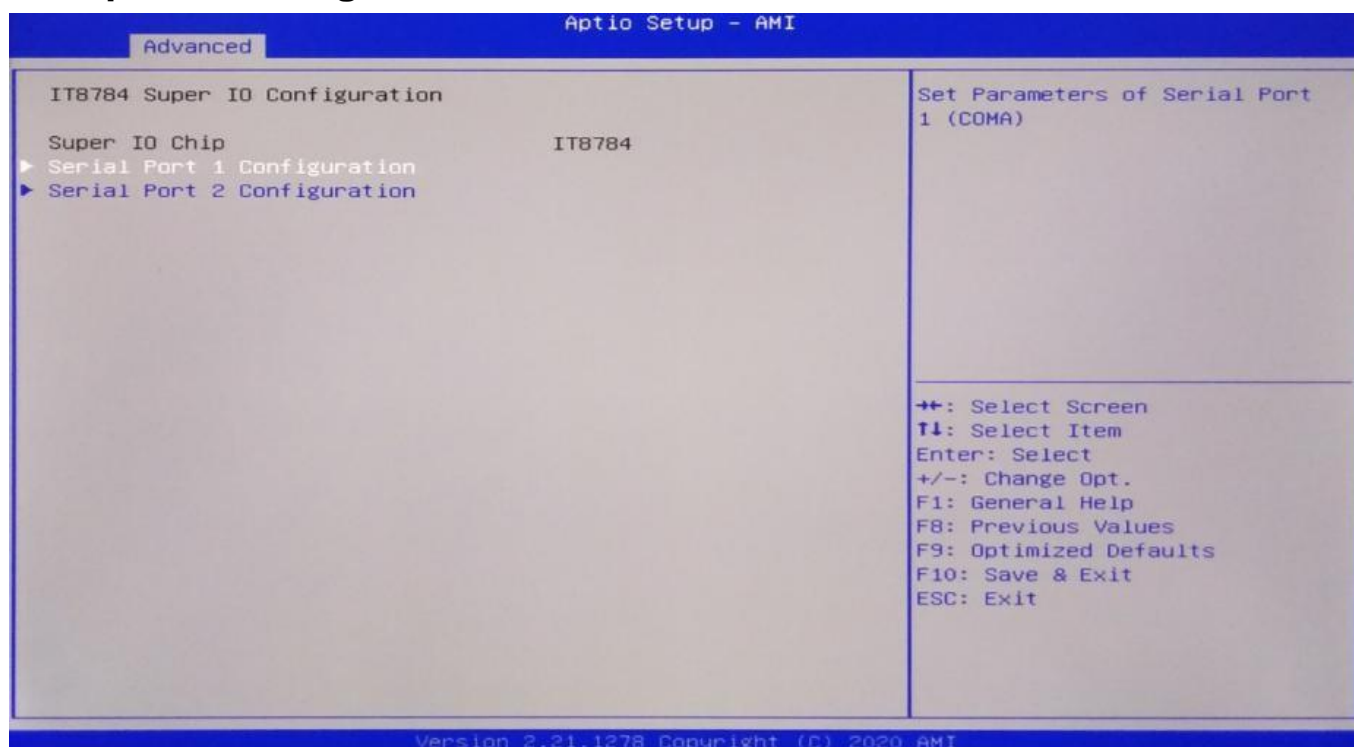 Aptio Setup - AMI
Advanced
IT8784 Super IO Configuration
Super IO Chip IT8784
Serial Port 1 Configuration
Serial Port 2 Configuration
Set Parameters of Serial Port
1 (COMA)
→←: Select Screen
↑↓: Select Item
Enter: Select
+/-: Change Opt.
F1: General Help
F8: Previous Values
F9: Optimized Defaults
F10: Save & Exit
ESC: Exit
Version 2.21.1278 Copyright (C) 2020 AMI